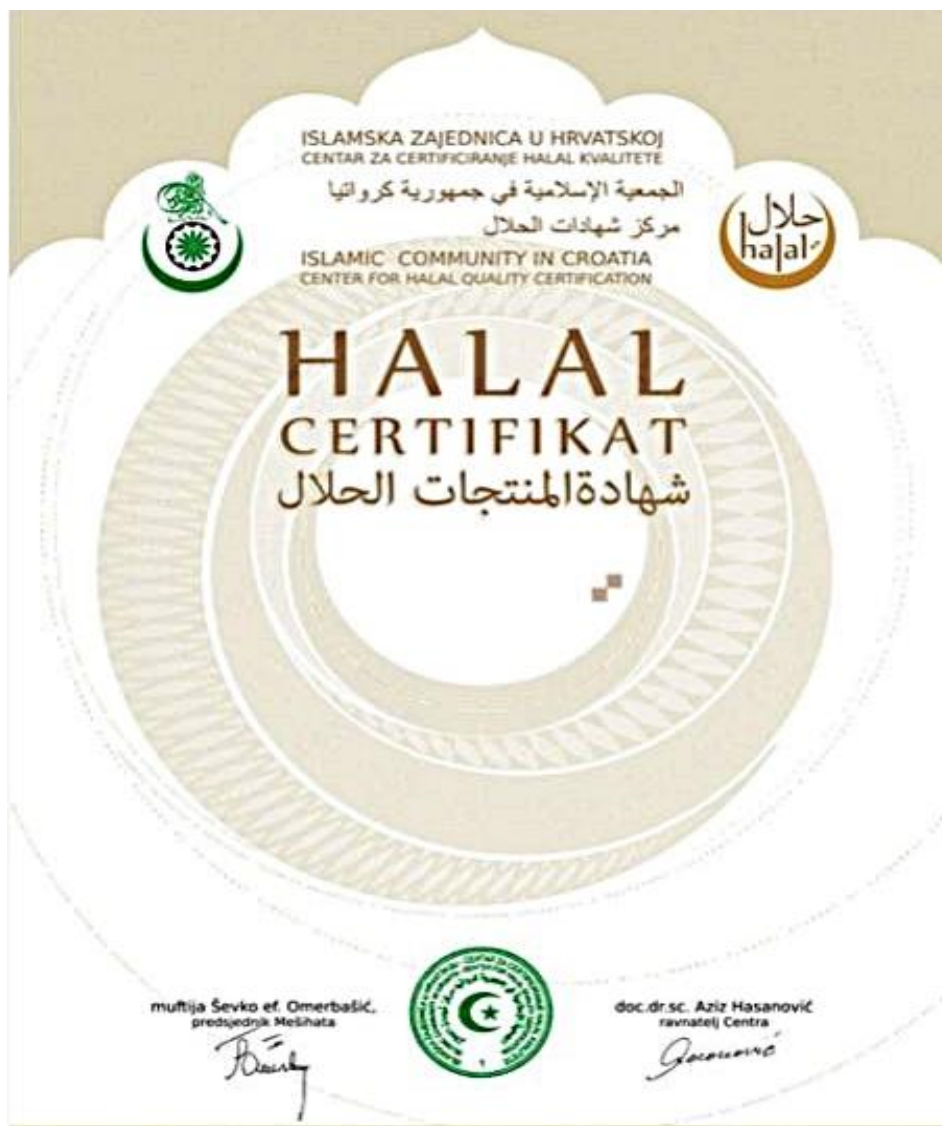 ISLAMSKA ZAJEDNICA U HRVATSKOJ
CENTAR ZA CERTIFICIRANJE HALAL KVALITETE
الجمعية الإسلامية في جمهورية كرواتيا
مركز شهادات الحلال
ISLAMIC COMMUNITY IN CROATIA
CENTER FOR HALAL QUALITY CERTIFICATION
حلال
halal
HALAL
CERTIFIKAT
شهادة المنتجات الحلال
muftija Ševko ef. Omerbašić,
predsjednik Mešihata
doc.dr.sc. Aziz Hasanović
ravnatelj Centra